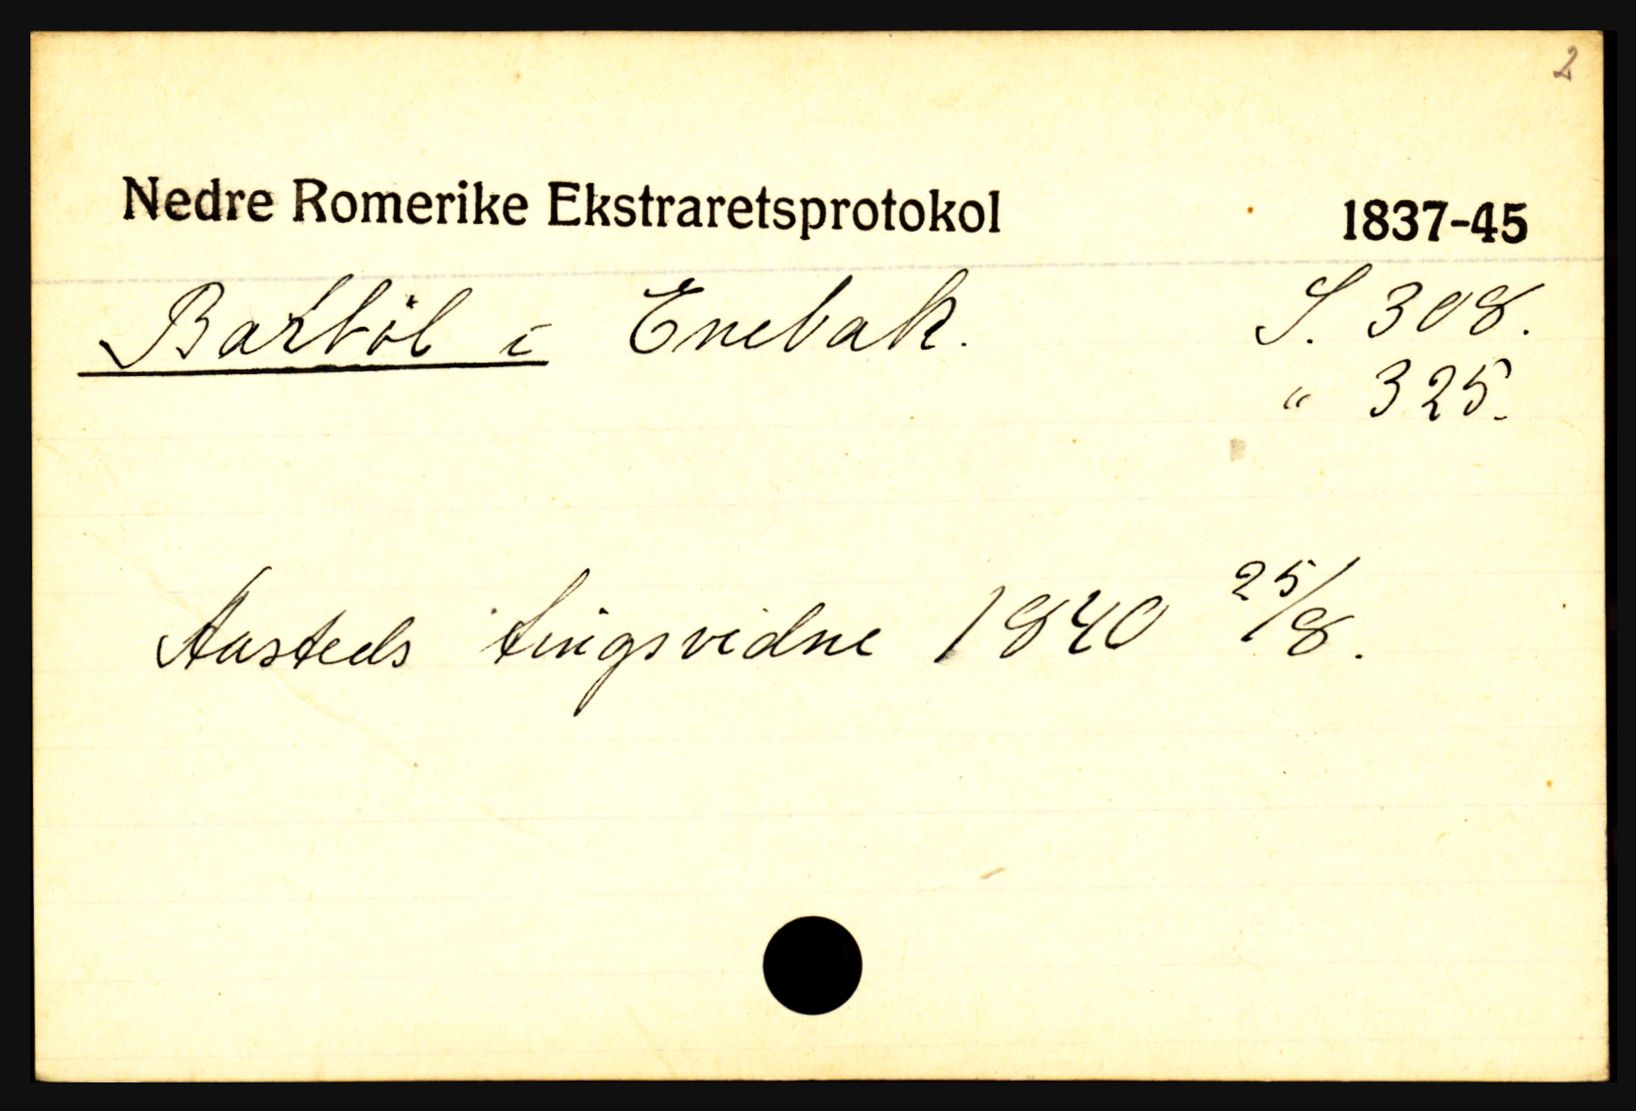 2
Nedre Romerike Ekstraretsprotokol 1837-45
Barböl i Enebak. S. 308.
" 325.
Aasteds tingsvidne 1840 25/8.